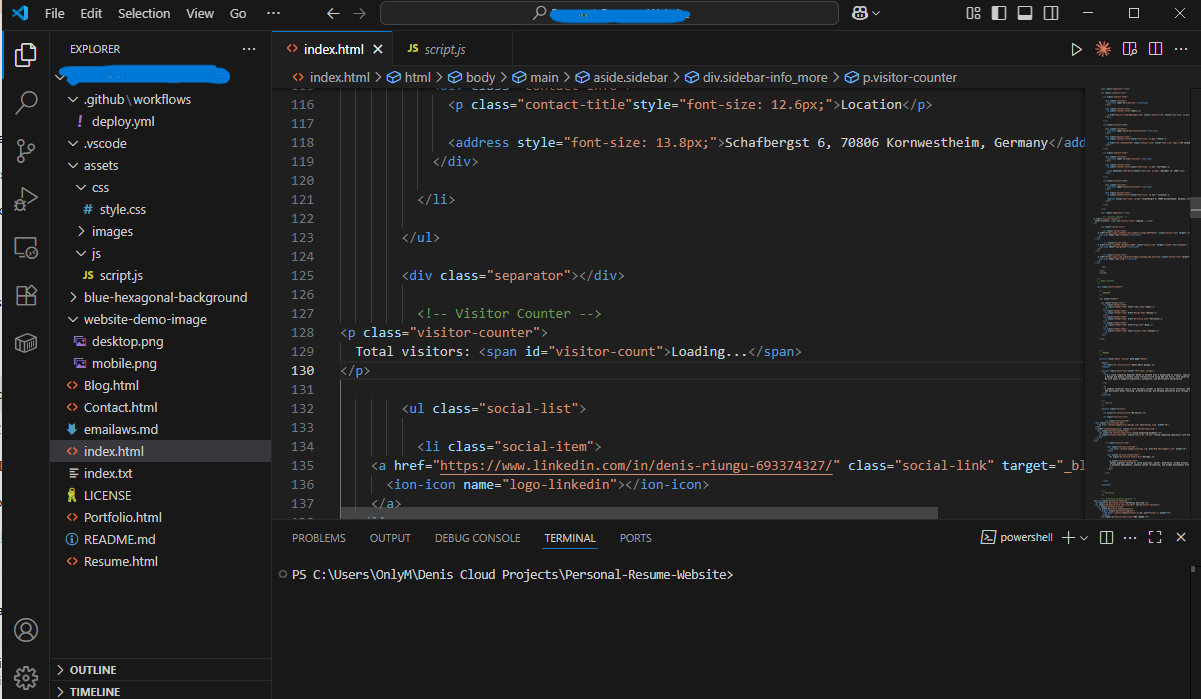 File Edit Selection View Go ···
EXPLORER ···
.github\workflows
! deploy.yml
.vscode
assets
css
# style.css
images
js
JS script.js
blue-hexagonal-background
website-demo-image
desktop.png
mobile.png
<> Blog.html
<> Contact.html
emailaws.md
<> index.html
index.txt
LICENSE
<> Portfolio.html
README.md
<> Resume.html
OUTLINE
TIMELINE
<> index.html × JS script.js
<> index.html > html > body > main > aside.sidebar > div.sidebar-info_more > p.visitor-counter
116 <p class="contact-title"style="font-size: 12.6px;">Location</p>
117
118 <address style="font-size: 13.8px;">Schafbergst 6, 70806 Kornwestheim, Germany</add
119 </div>
120
121 </li>
122
123 </ul>
124
125 <div class="separator"></div>
126
127 <!-- Visitor Counter -->
128 <p class="visitor-counter">
129 Total visitors: <span id="visitor-count">Loading...</span>
130 </p>
131
132 <ul class="social-list">
133
134 <li class="social-item">
135 <a href="https://www.linkedin.com/in/denis-riungu-693374327/" class="social-link" target="_bl
136 <ion-icon name="logo-linkedin"></ion-icon>
137 </a>
PROBLEMS OUTPUT DEBUG CONSOLE TERMINAL PORTS powershell
PS C:\Users\OnlyM\Denis Cloud Projects\Personal-Resume-Website>